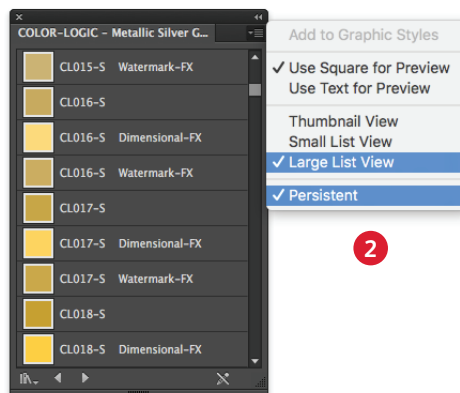 COLOR-LOGIC - Metallic Silver G...
CL015-S Watermark-FX
CL016-S
CL016-S Dimensional-FX
CL016-S Watermark-FX
CL017-S
CL017-S Dimensional-FX
CL017-S Watermark-FX
CL018-S
CL018-S Dimensional-FX
Add to Graphic Styles
✓ Use Square for Preview
Use Text for Preview
Thumbnail View
Small List View
✓ Large List View
✓ Persistent
2